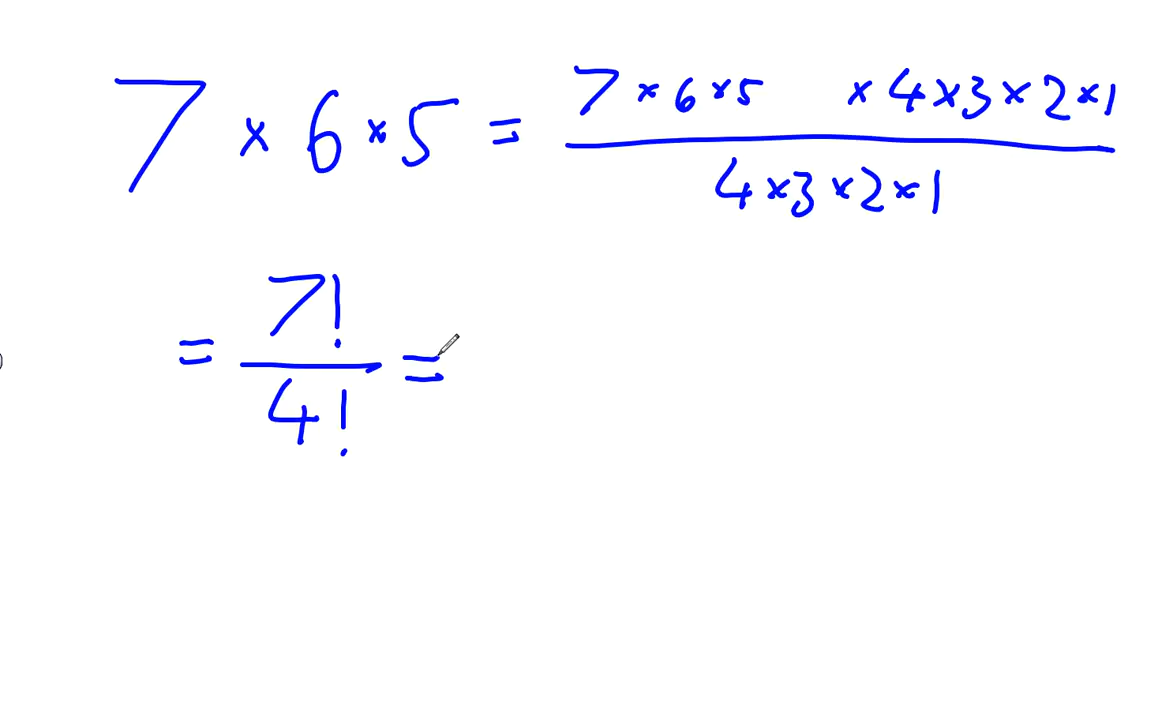 7 × 6 × 5 = 7 × 6 × 5 × 4 × 3 × 2 × 1
4 × 3 × 2 × 1
= 7! =
4!